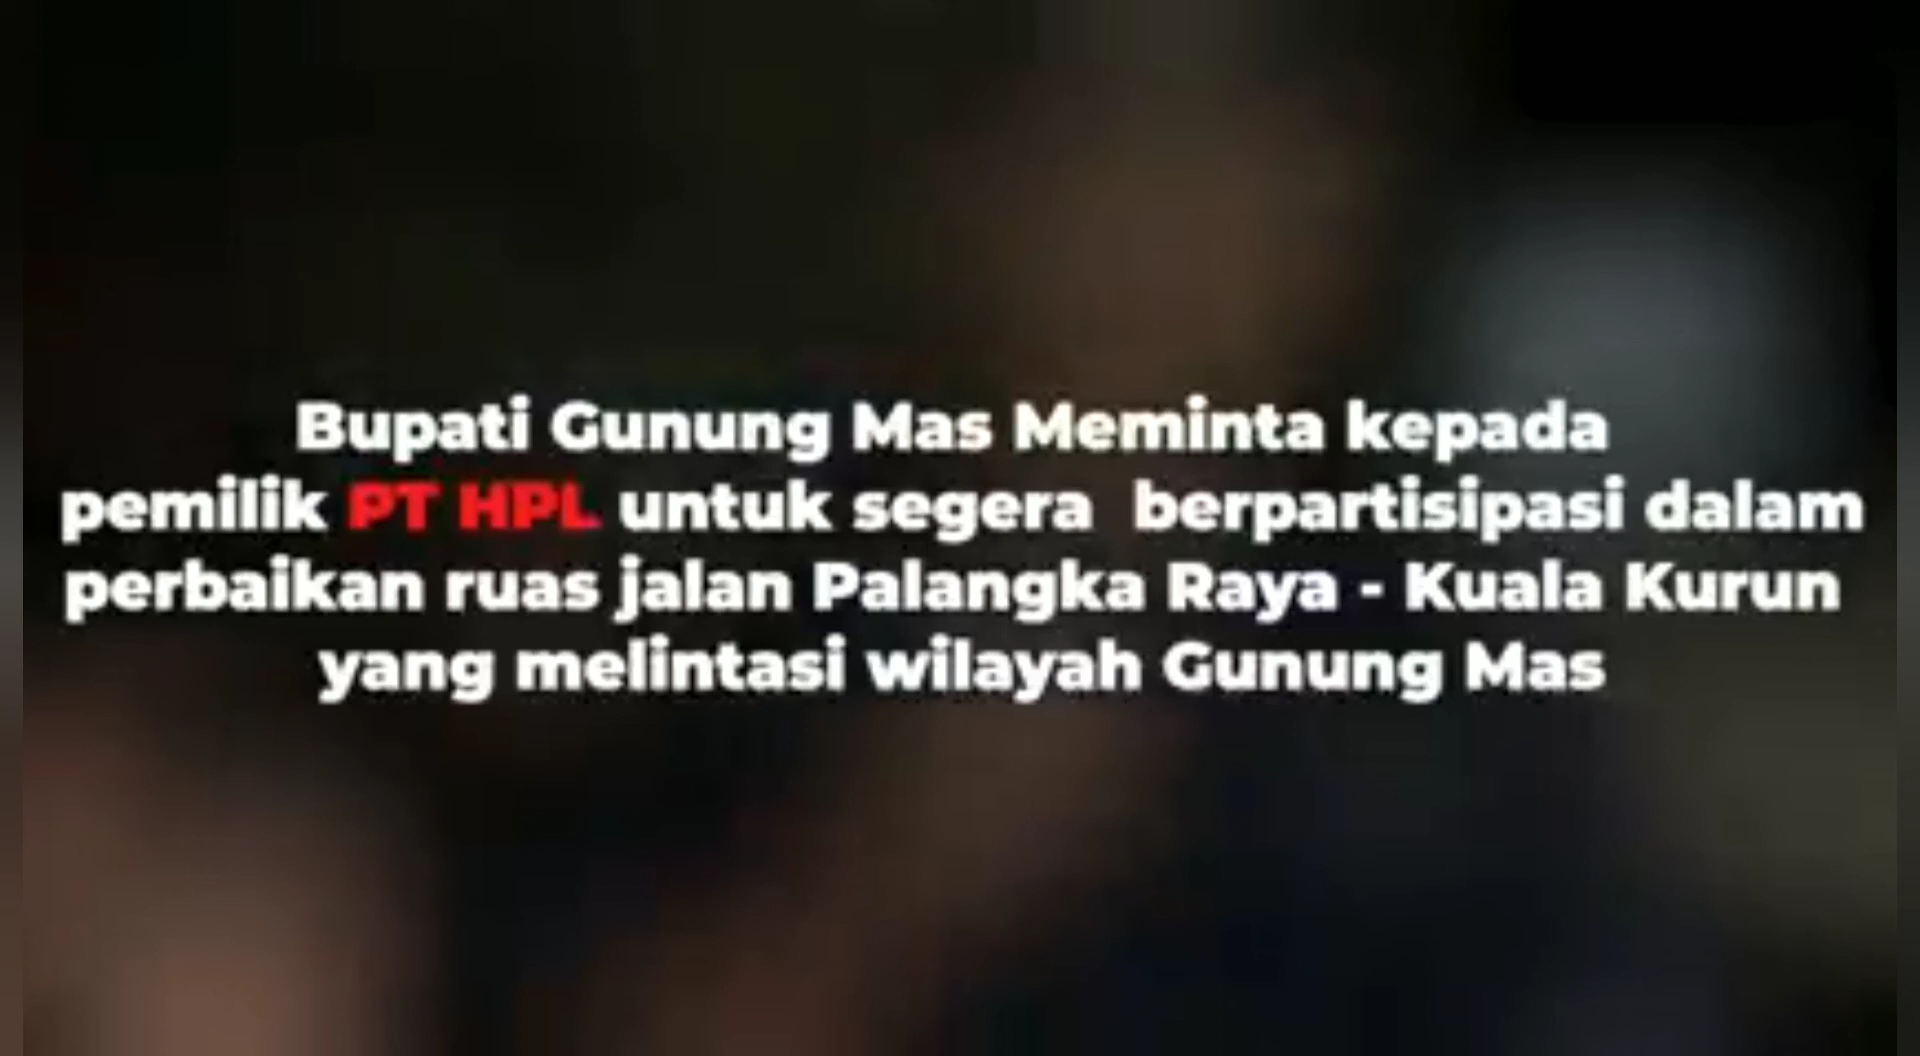 Bupati Gunung Mas Meminta kepada
pemilik PT HPL untuk segera berpartisipasi dalam
perbaikan ruas jalan Palangka Raya - Kuala Kurun
yang melintasi wilayah Gunung Mas